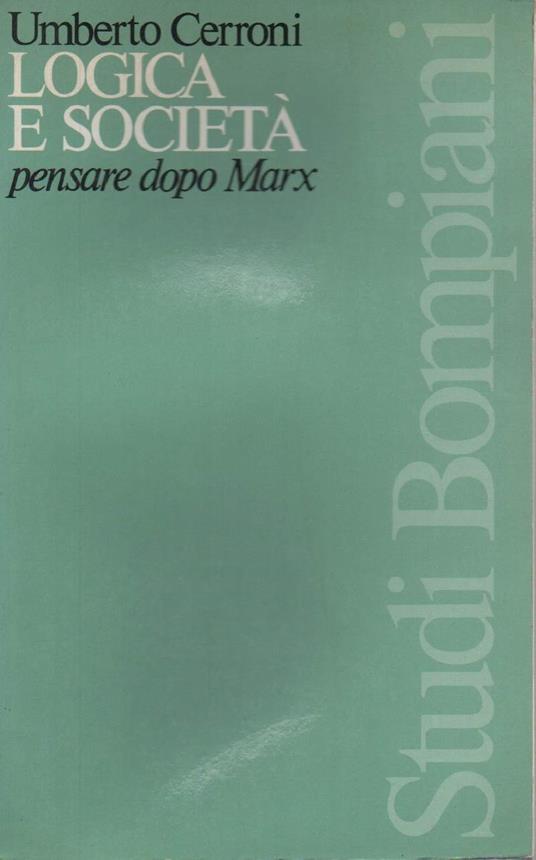 Umberto Cerroni
LOGICA
E SOCIETÀ
pensare dopo Marx
Studi Bompiani